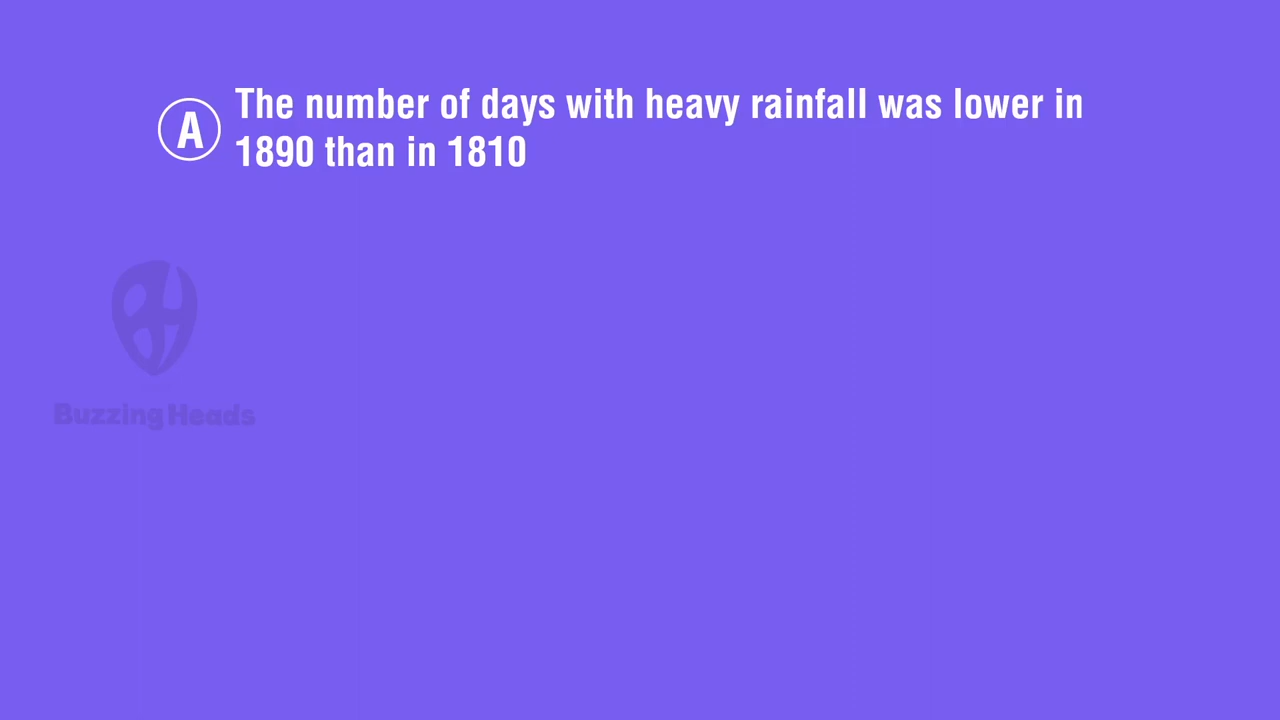 A The number of days with heavy rainfall was lower in
1890 than in 1810
Buzzing Heads